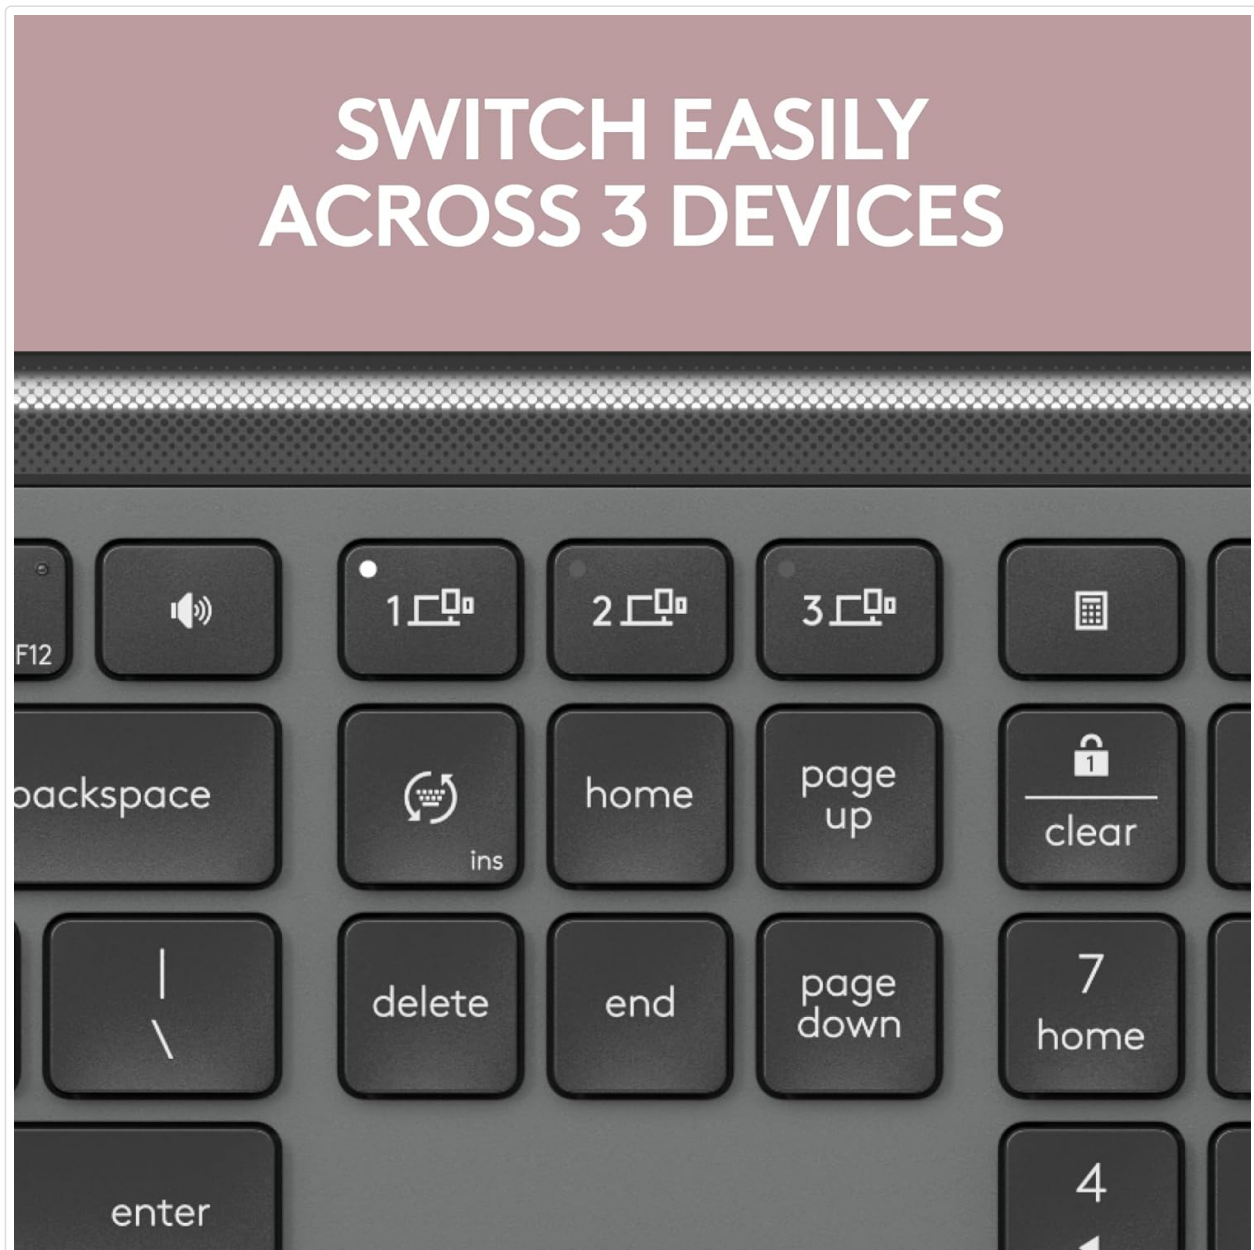 SWITCH EASILY
ACROSS 3 DEVICES
F12
1
2
3
backspace
ins
home
page
up
1
clear
|
\
delete
end
page
down
7
home
enter
4